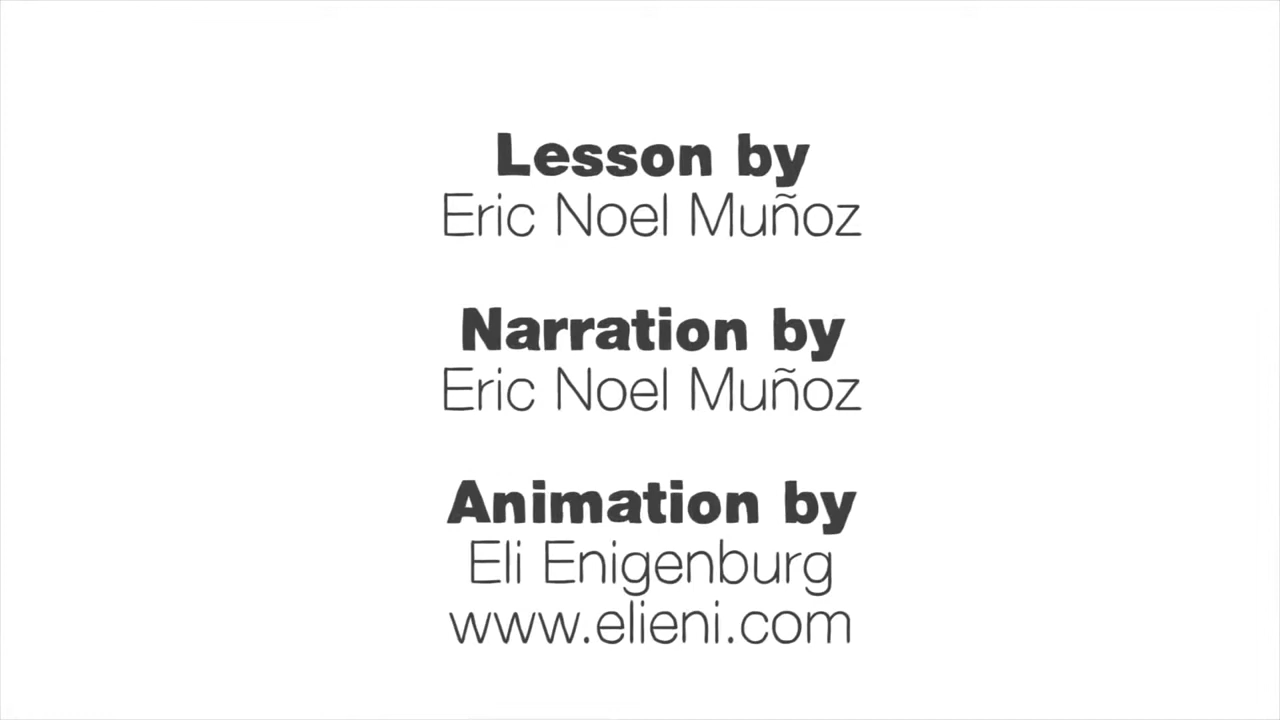 Lesson by
Eric Noel Muñoz
Narration by
Eric Noel Muñoz
Animation by
Eli Enigenburg
www.elieni.com